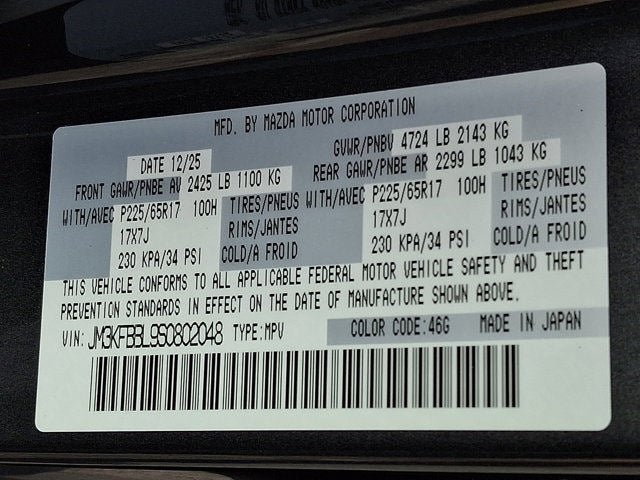 MFD. BY MAZDA MOTOR CORPORATION
DATE 12/25 GVWR/PNBV 4724 LB 2143 KG
FRONT GAWR/PNBE AV 2425 LB 1100 KG REAR GAWR/PNBE AR 2299 LB 1043 KG
WITH/AVEC P225/65R17 100H TIRES/PNEUS WITH/AVEC P225/65R17 100H TIRES/PNEUS
17X7J RIMS/JANTES 17X7J RIMS/JANTES
230 KPA/34 PSI COLD/A FROID 230 KPA/34 PSI COLD/A FROID
THIS VEHICLE CONFORMS TO ALL APPLICABLE FEDERAL MOTOR VEHICLE SAFETY AND THEFT
PREVENTION STANDARDS IN EFFECT ON THE DATE OF MANUFACTURE SHOWN ABOVE.
VIN: JM3KFBBL9S0802048 TYPE:MPV COLOR CODE:46G MADE IN JAPAN